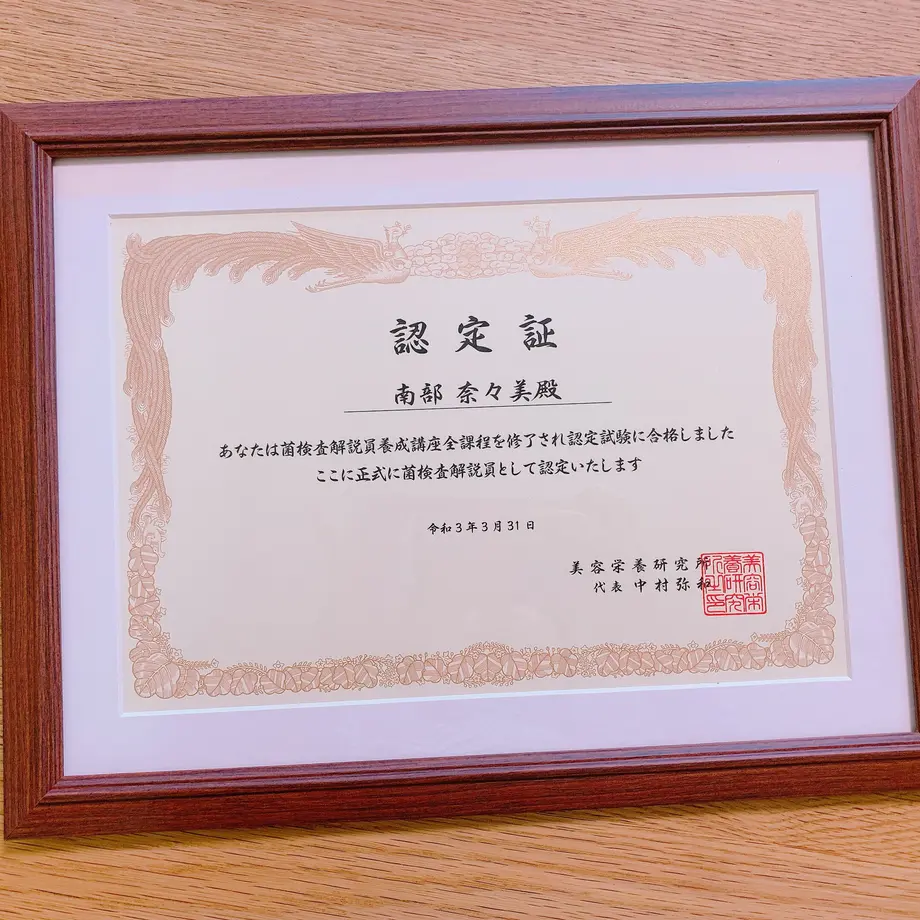 認定証
南部 奈々美殿
あなたは菌検査解説員養成講座全課程を修了され認定試験に合格しました
ここに正式に菌検査解説員として認定いたします
令和3年3月31日
美容栄養研究所
代表 中村弥和